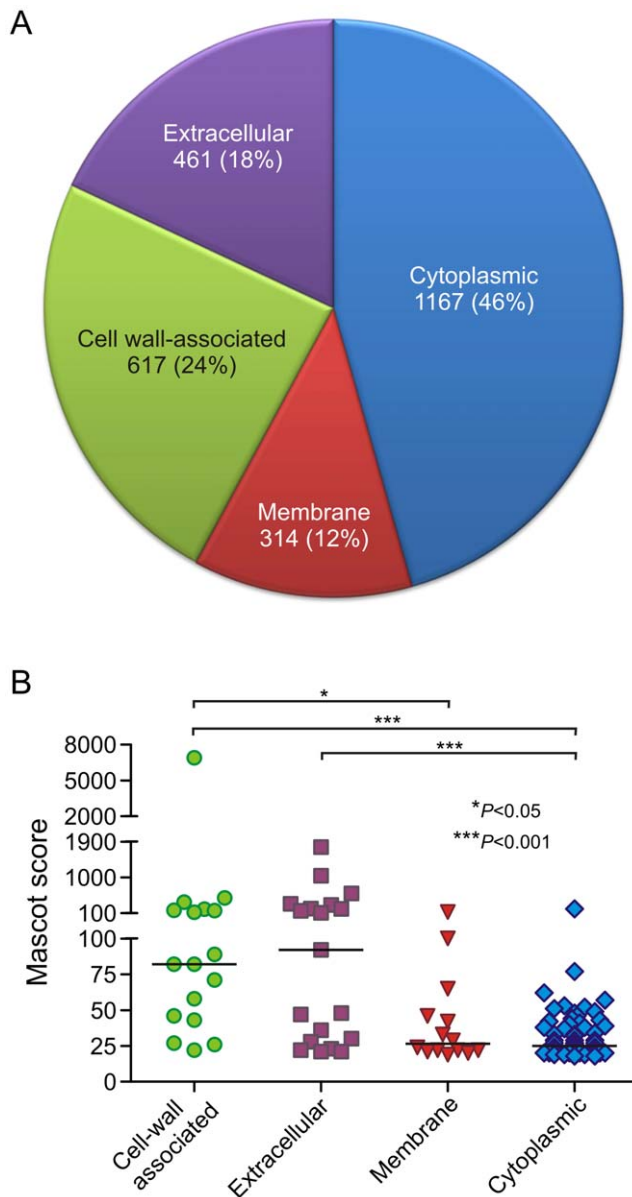 A
Extracellular
461 (18%)
Cytoplasmic
1167 (46%)
Cell wall-associated
617 (24%)
Membrane
314 (12%)
B
*
***
***
8000
5000
2000
1900
1000
100
100
75
50
25
0
Mascot score
*P<0.05
***P<0.001
Cell-wall
associated
Extracellular
Membrane
Cytoplasmic